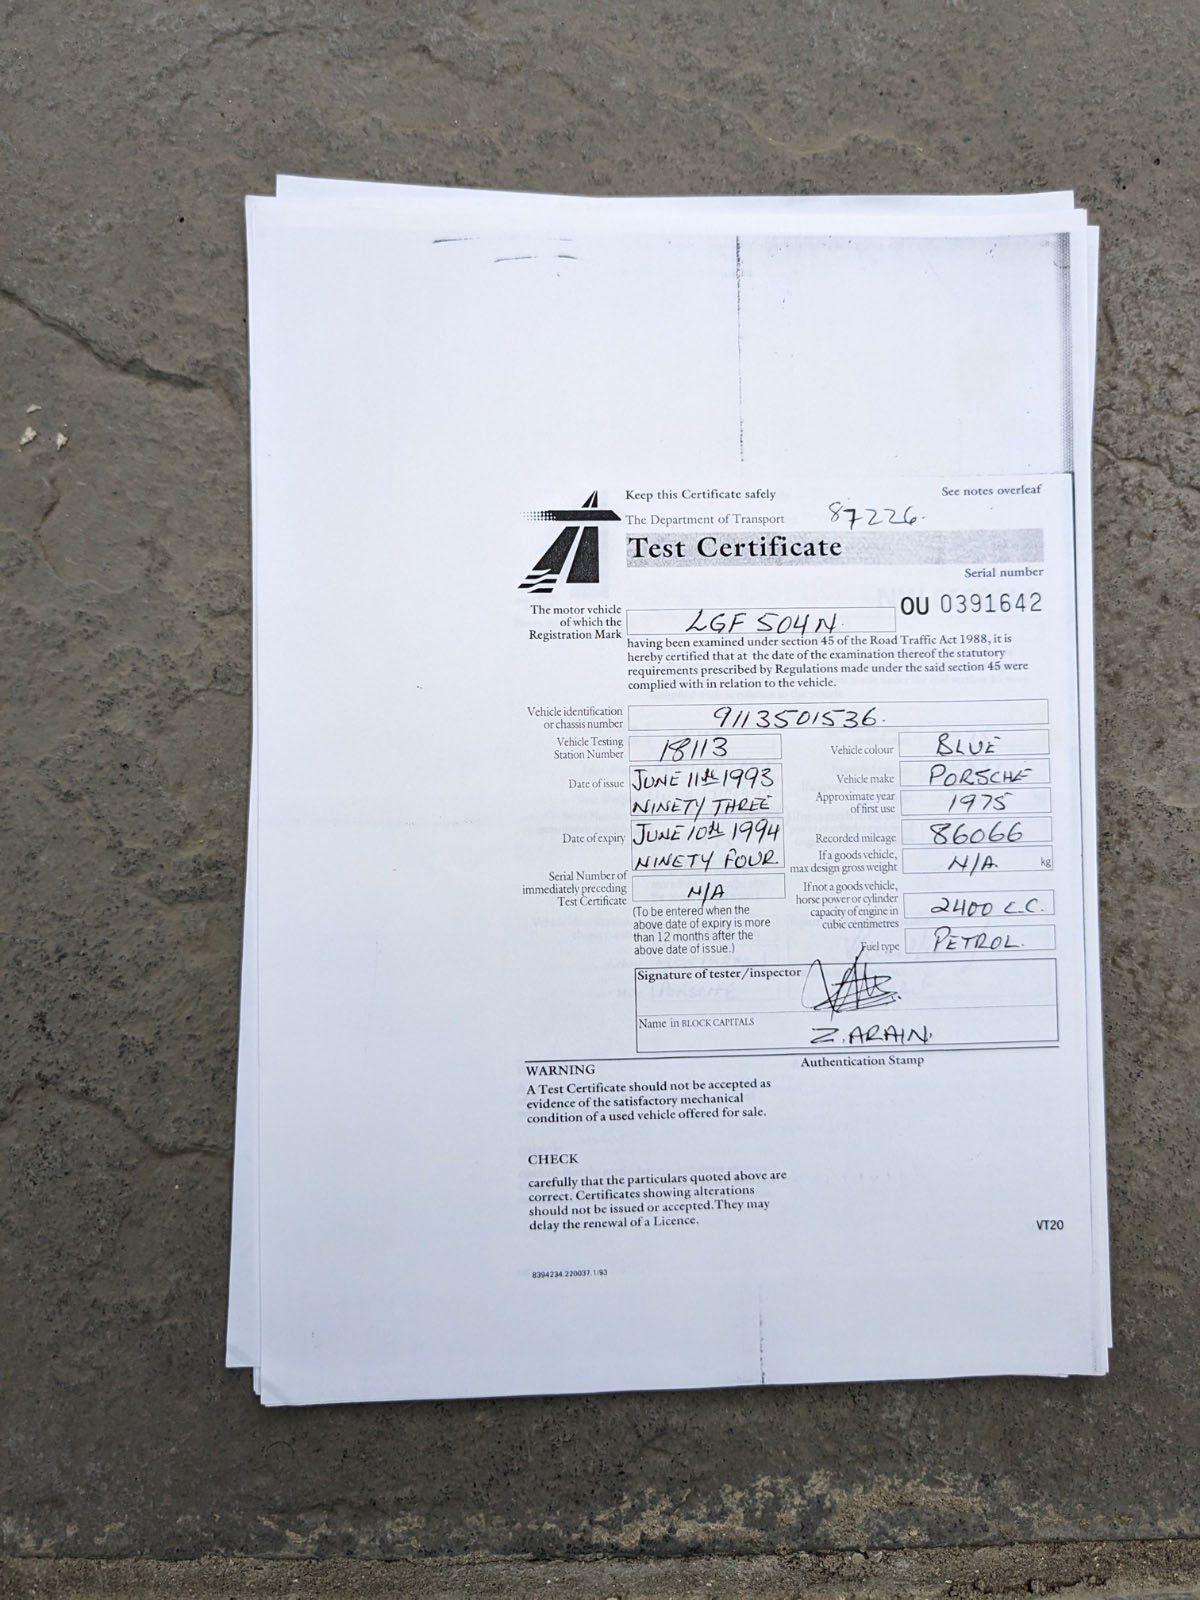 Keep this Certificate safely
See notes overleaf
The Department of Transport
87226.
Test Certificate
Serial number
OU 0391642
The motor vehicle
of which the
Registration Mark
LGF 504N.
having been examined under section 45 of the Road Traffic Act 1988, it is
hereby certified that at the date of the examination thereof the statutory
requirements prescribed by Regulations made under the said section 45 were
complied with in relation to the vehicle.
Vehicle identification
or chassis number
9113501536.
Vehicle Testing
Station Number
18113
Vehicle colour
BLUE
Date of issue
JUNE 11th 1993
NINETY THREE
Vehicle make
PORSCHE
Approximate year
of first use
1975
Date of expiry
JUNE 10th 1994
NINETY FOUR.
Recorded mileage
86066
If a goods vehicle,
max design gross weight
N/A
kg
Serial Number of
immediately preceding
Test Certificate
N/A
(To be entered when the
above date of expiry is more
than 12 months after the
above date of issue.)
If not a goods vehicle,
horse power or cylinder
capacity of engine in
cubic centimetres
2400 C.C.
Fuel type
PETROL.
Signature of tester/inspector
Name in BLOCK CAPITALS
Z. ARAIN.
Authentication Stamp
WARNING
A Test Certificate should not be accepted as
evidence of the satisfactory mechanical
condition of a used vehicle offered for sale.
CHECK
carefully that the particulars quoted above are
correct. Certificates showing alterations
should not be issued or accepted. They may
delay the renewal of a Licence.
VT20
8394234.220037.1/93